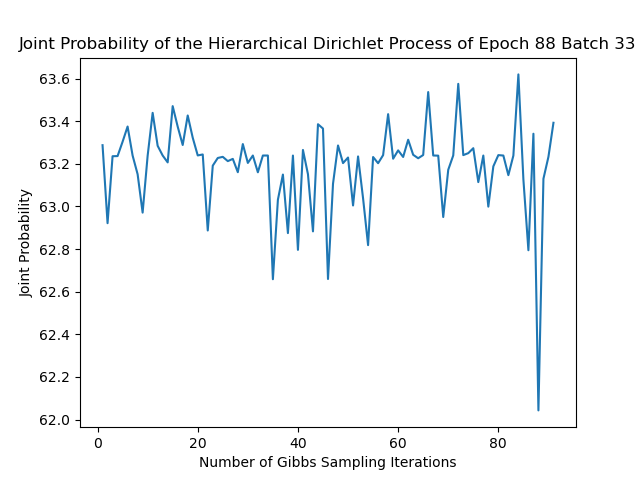 Joint Probability of the Hierarchical Dirichlet Process of Epoch 88 Batch 33
63.6
63.4
63.2
63.0
62.8
62.6
62.4
62.2
62.0
Joint Probability
0 20 40 60 80
Number of Gibbs Sampling Iterations